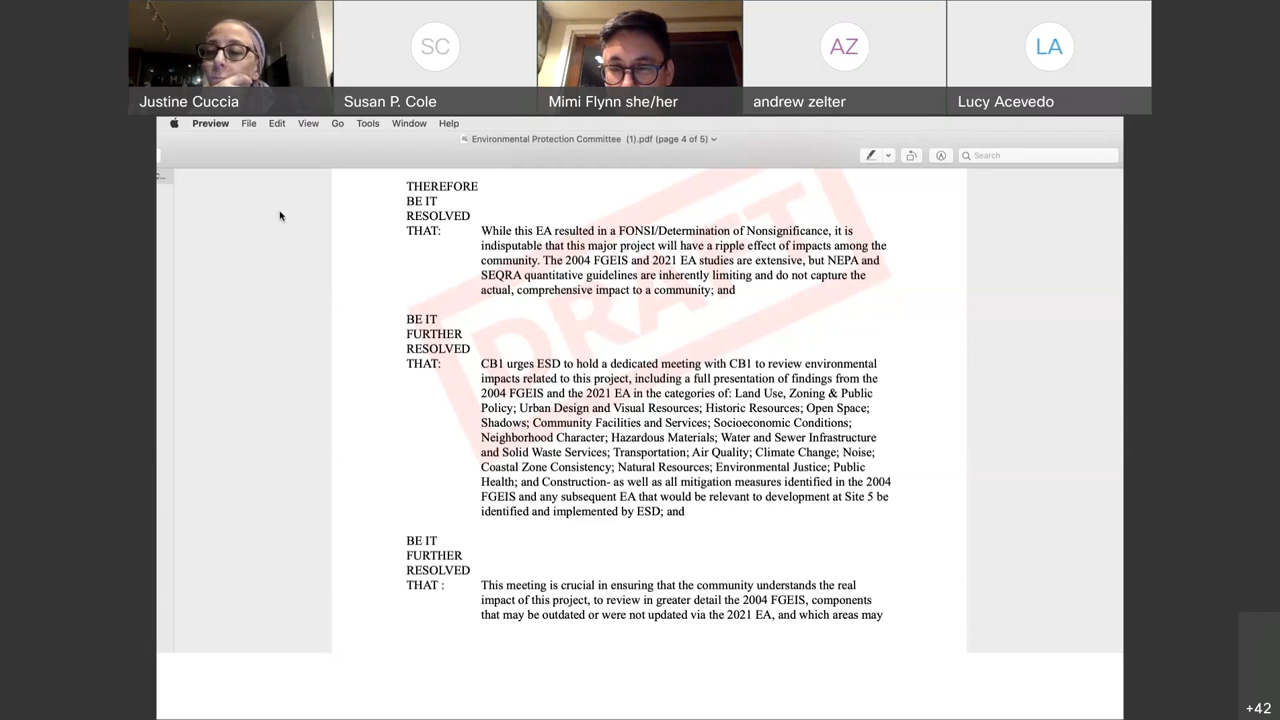 SC
AZ
LA
Justine Cuccia
Susan P. Cole
Mimi Flynn she/her
andrew zelter
Lucy Acevedo
Preview File Edit View Go Tools Window Help
Environmental Protection Committee (1).pdf (page 4 of 5)
Search
DRAFT
THEREFORE
BE IT
RESOLVED
THAT: While this EA resulted in a FONSI/Determination of Nonsignificance, it is
indisputable that this major project will have a ripple effect of impacts among the
community. The 2004 FGEIS and 2021 EA studies are extensive, but NEPA and
SEQRA quantitative guidelines are inherently limiting and do not capture the
actual, comprehensive impact to a community; and
BE IT
FURTHER
RESOLVED
THAT: CB1 urges ESD to hold a dedicated meeting with CB1 to review environmental
impacts related to this project, including a full presentation of findings from the
2004 FGEIS and the 2021 EA in the categories of: Land Use, Zoning & Public
Policy; Urban Design and Visual Resources; Historic Resources; Open Space;
Shadows; Community Facilities and Services; Socioeconomic Conditions;
Neighborhood Character; Hazardous Materials; Water and Sewer Infrastructure
and Solid Waste Services; Transportation; Air Quality; Climate Change; Noise;
Coastal Zone Consistency; Natural Resources; Environmental Justice; Public
Health; and Construction- as well as all mitigation measures identified in the 2004
FGEIS and any subsequent EA that would be relevant to development at Site 5 be
identified and implemented by ESD; and
BE IT
FURTHER
RESOLVED
THAT : This meeting is crucial in ensuring that the community understands the real
impact of this project, to review in greater detail the 2004 FGEIS, components
that may be outdated or were not updated via the 2021 EA, and which areas may
+42